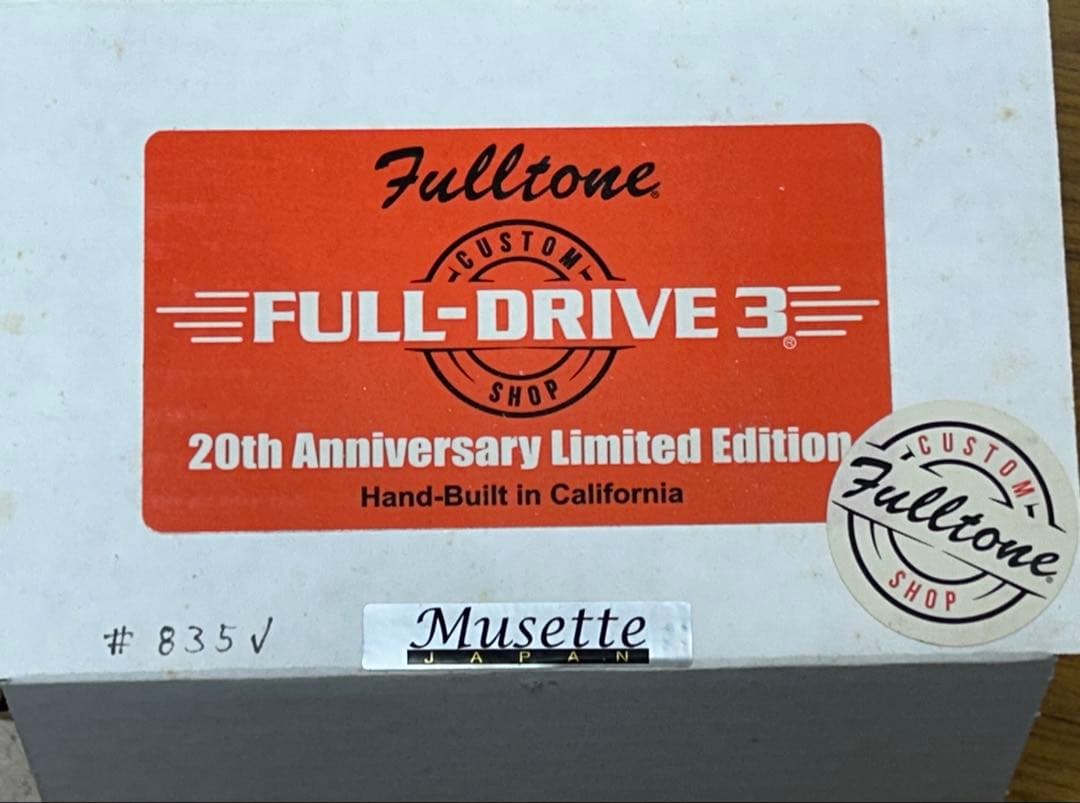 Fulltone®
CUSTOM
FULL-DRIVE 3®
SHOP
20th Anniversary Limited Edition
Hand-Built in California
CUSTOM
Fulltone®
SHOP
# 835√
Musette
JAPAN